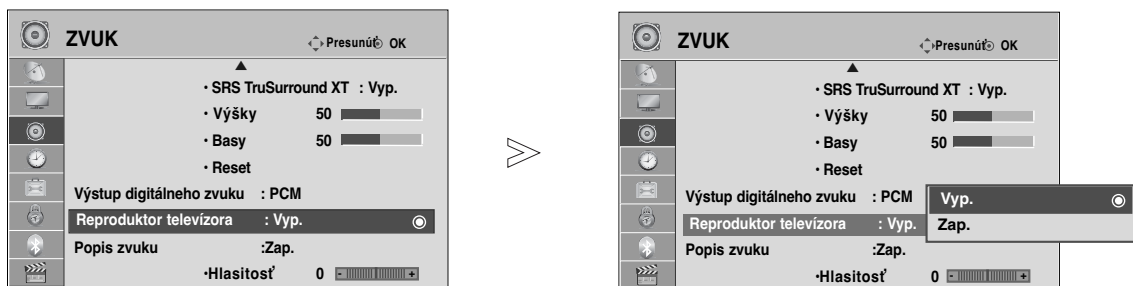 ZVUK Presunúť OK
• SRS TruSurround XT : Vyp.
• Výšky 50
• Basy 50
• Reset
Výstup digitálneho zvuku : PCM
Reproduktor televízora : Vyp.
Popis zvuku :Zap.
•Hlasitosť 0 - +
ZVUK Presunúť OK
• SRS TruSurround XT : Vyp.
• Výšky 50
• Basy 50
• Reset
Výstup digitálneho zvuku : PCM
Reproduktor televízora : Vyp.
Popis zvuku :Zap.
•Hlasitosť 0 - +
Vyp.
Zap.